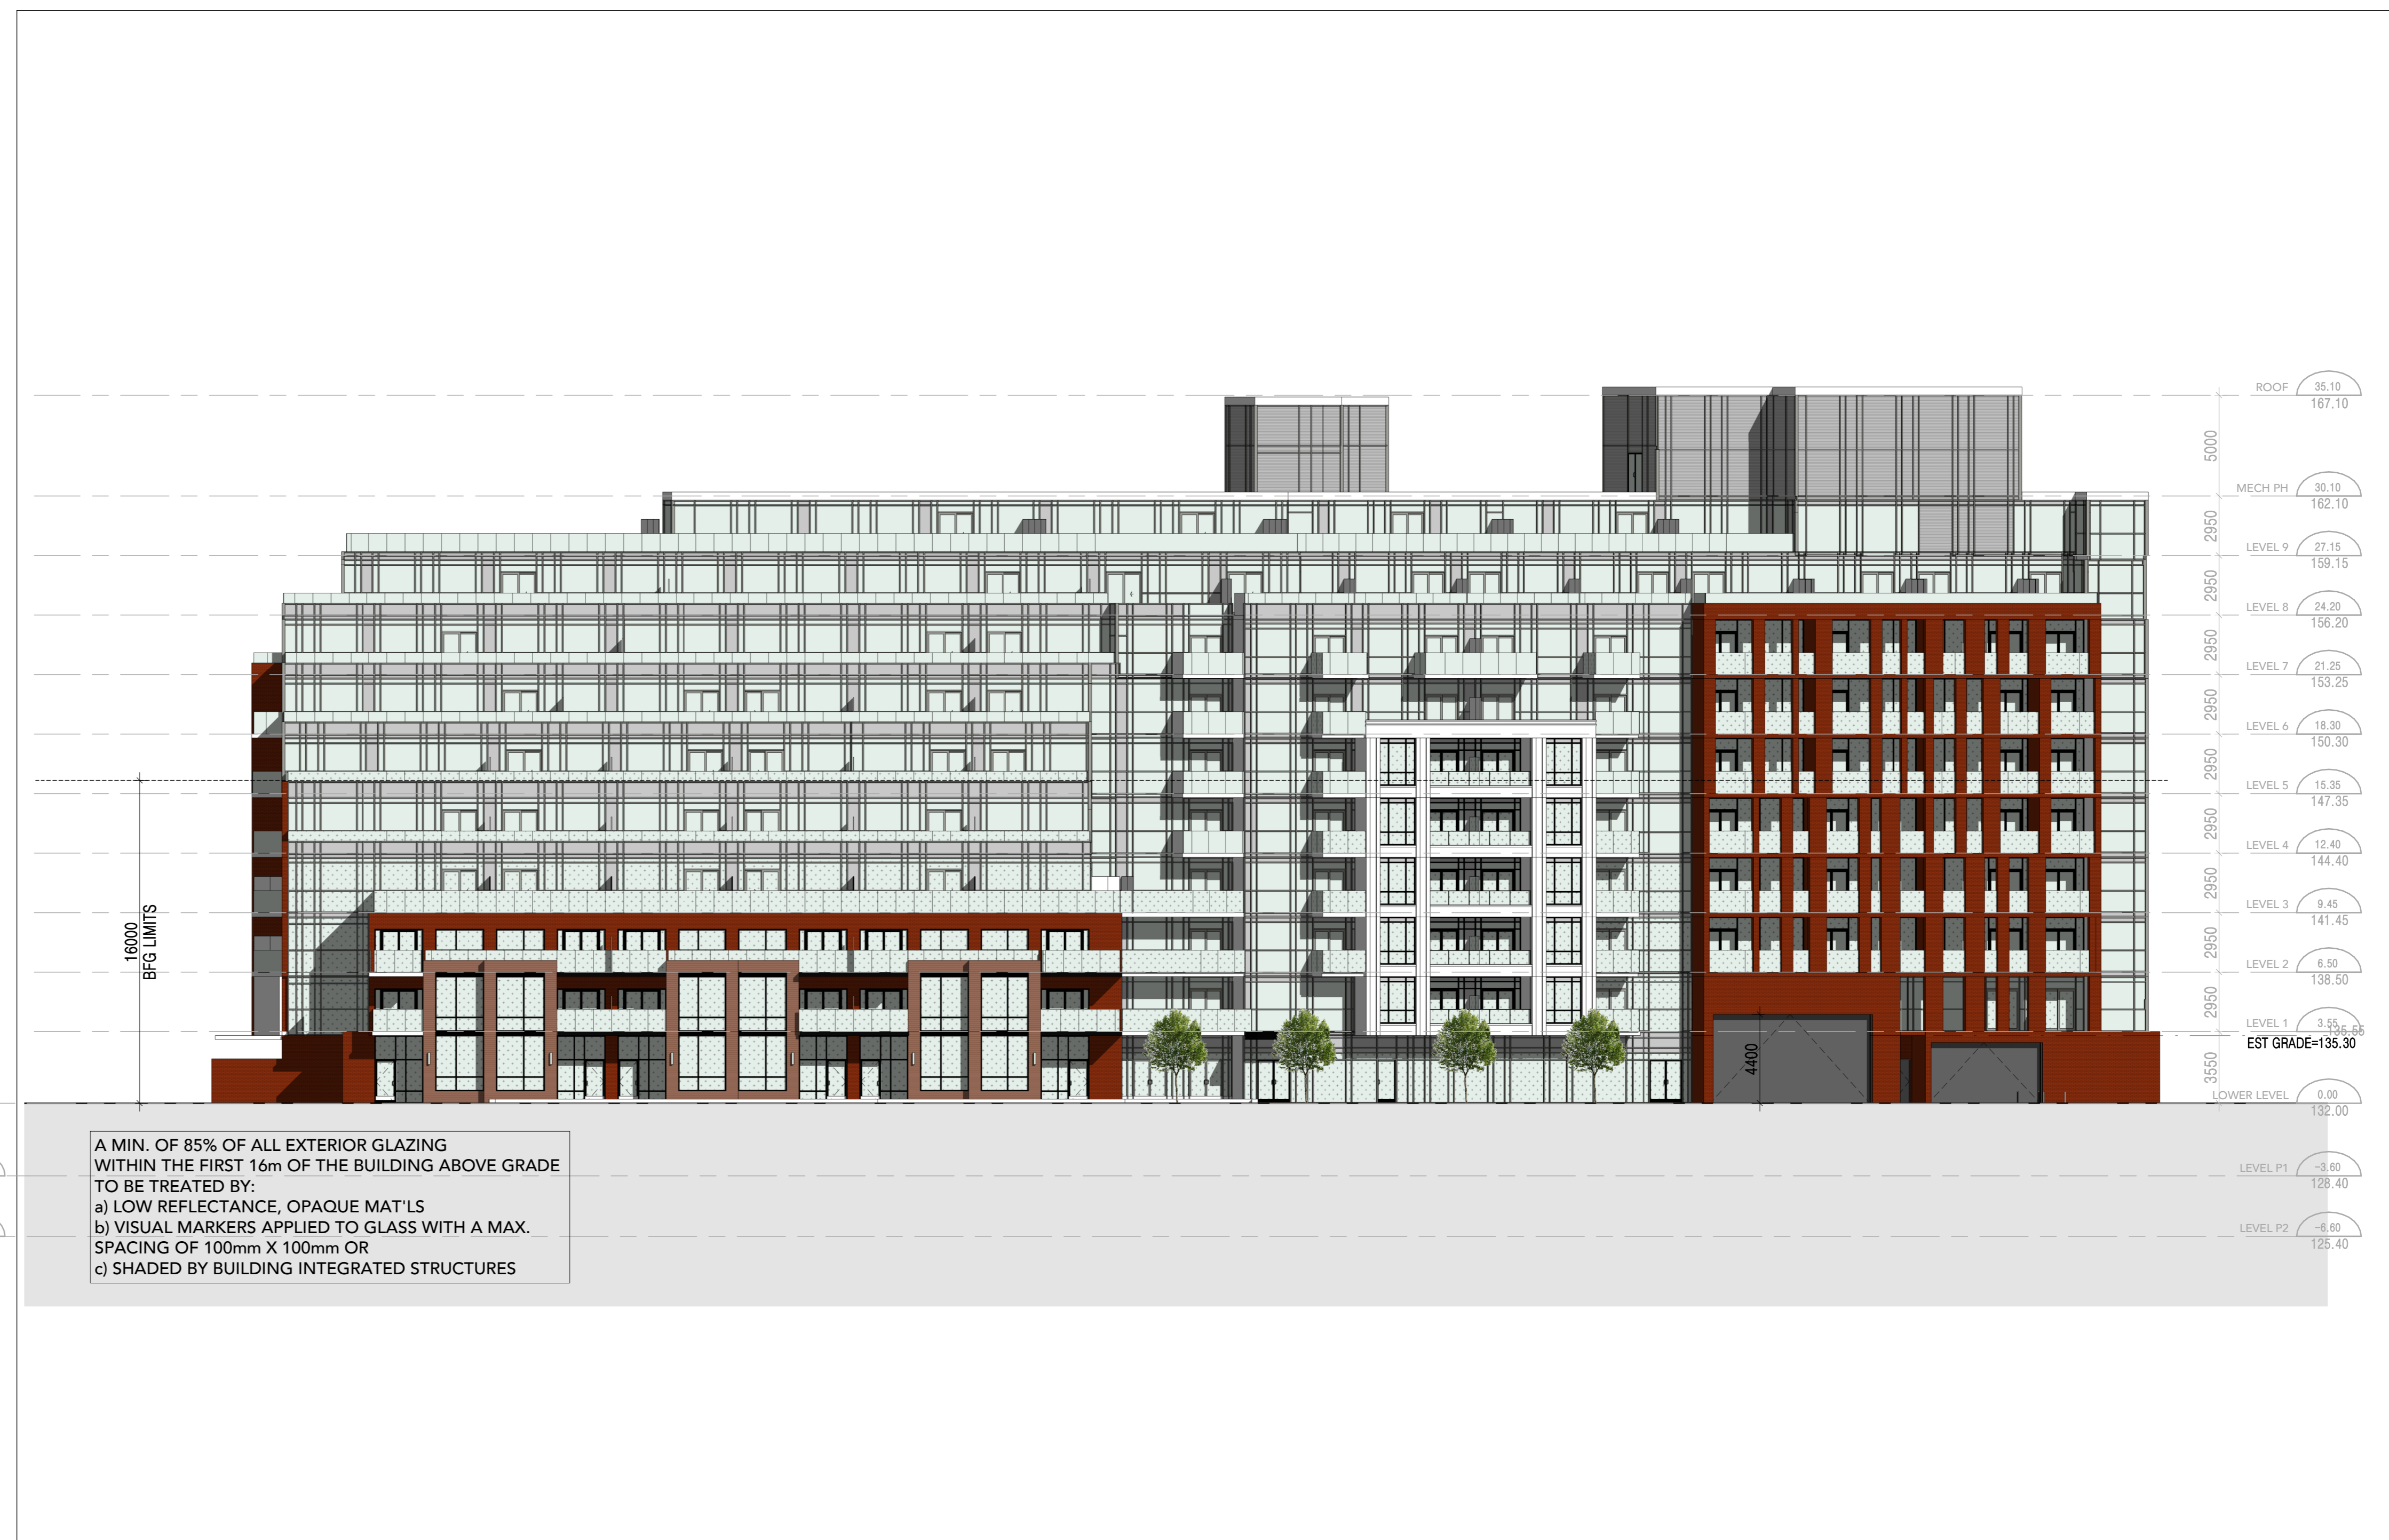 ROOF 35.10
167.10
5000
MECH PH 30.10
162.10
2950
LEVEL 9 27.15
159.15
2950
LEVEL 8 24.20
156.20
2950
LEVEL 7 21.25
153.25
2950
LEVEL 6 18.30
150.30
2950
LEVEL 5 15.35
147.35
2950
LEVEL 4 12.40
144.40
2950
LEVEL 3 9.45
141.45
2950
LEVEL 2 6.50
138.50
2950
LEVEL 1 3.55
135.55
EST GRADE=135.30
3550
LOWER LEVEL 0.00
132.00
LEVEL P1 -3.60
128.40
LEVEL P2 -6.60
125.40
16000
BFG LIMITS
4400
A MIN. OF 85% OF ALL EXTERIOR GLAZING
WITHIN THE FIRST 16m OF THE BUILDING ABOVE GRADE
TO BE TREATED BY:
a) LOW REFLECTANCE, OPAQUE MAT'LS
b) VISUAL MARKERS APPLIED TO GLASS WITH A MAX.
SPACING OF 100mm X 100mm OR
c) SHADED BY BUILDING INTEGRATED STRUCTURES